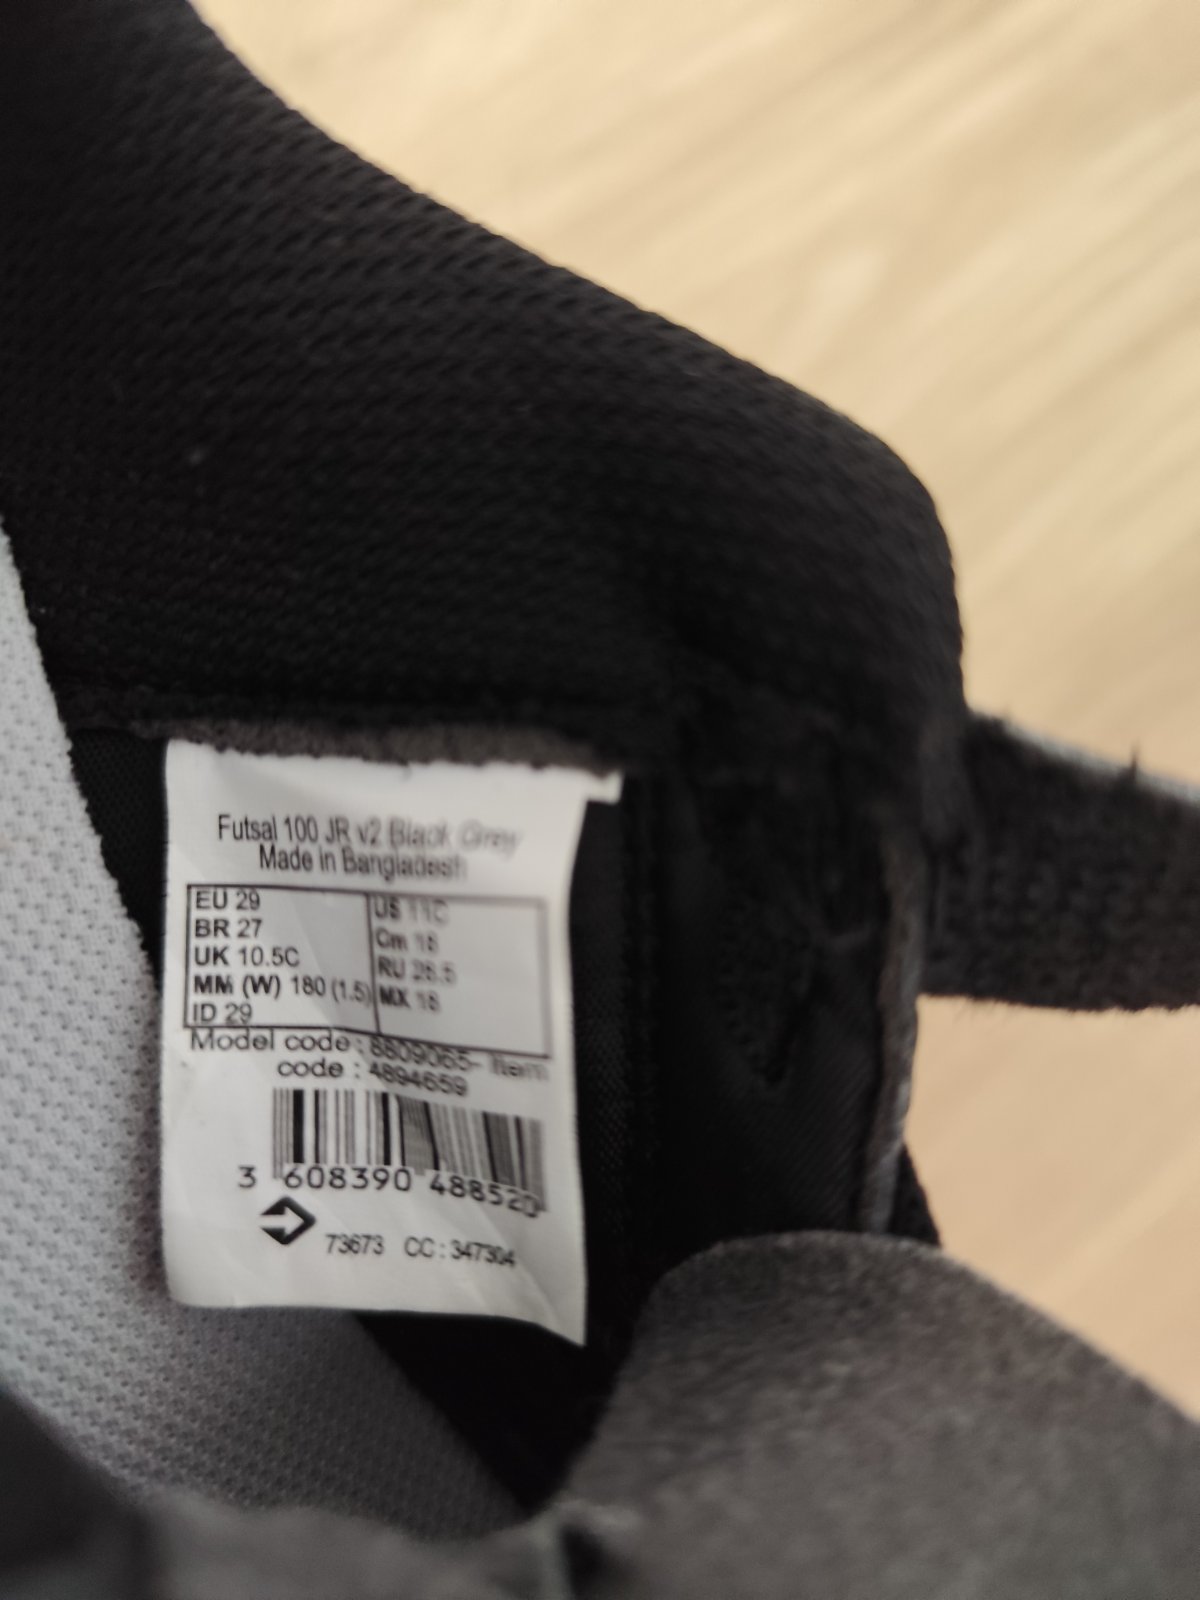 Futsal 100 JR v2 Black Grey
Made in Bangladesh
EU 29
BR 27
UK 10.5C
MM (W) 180 (1.5)
ID 29
US 11C
Cm 18
RU 28.5
MX 18
Model code : 8809065- Item
code : 4894659
3 608390 488520
73673 CC : 347304